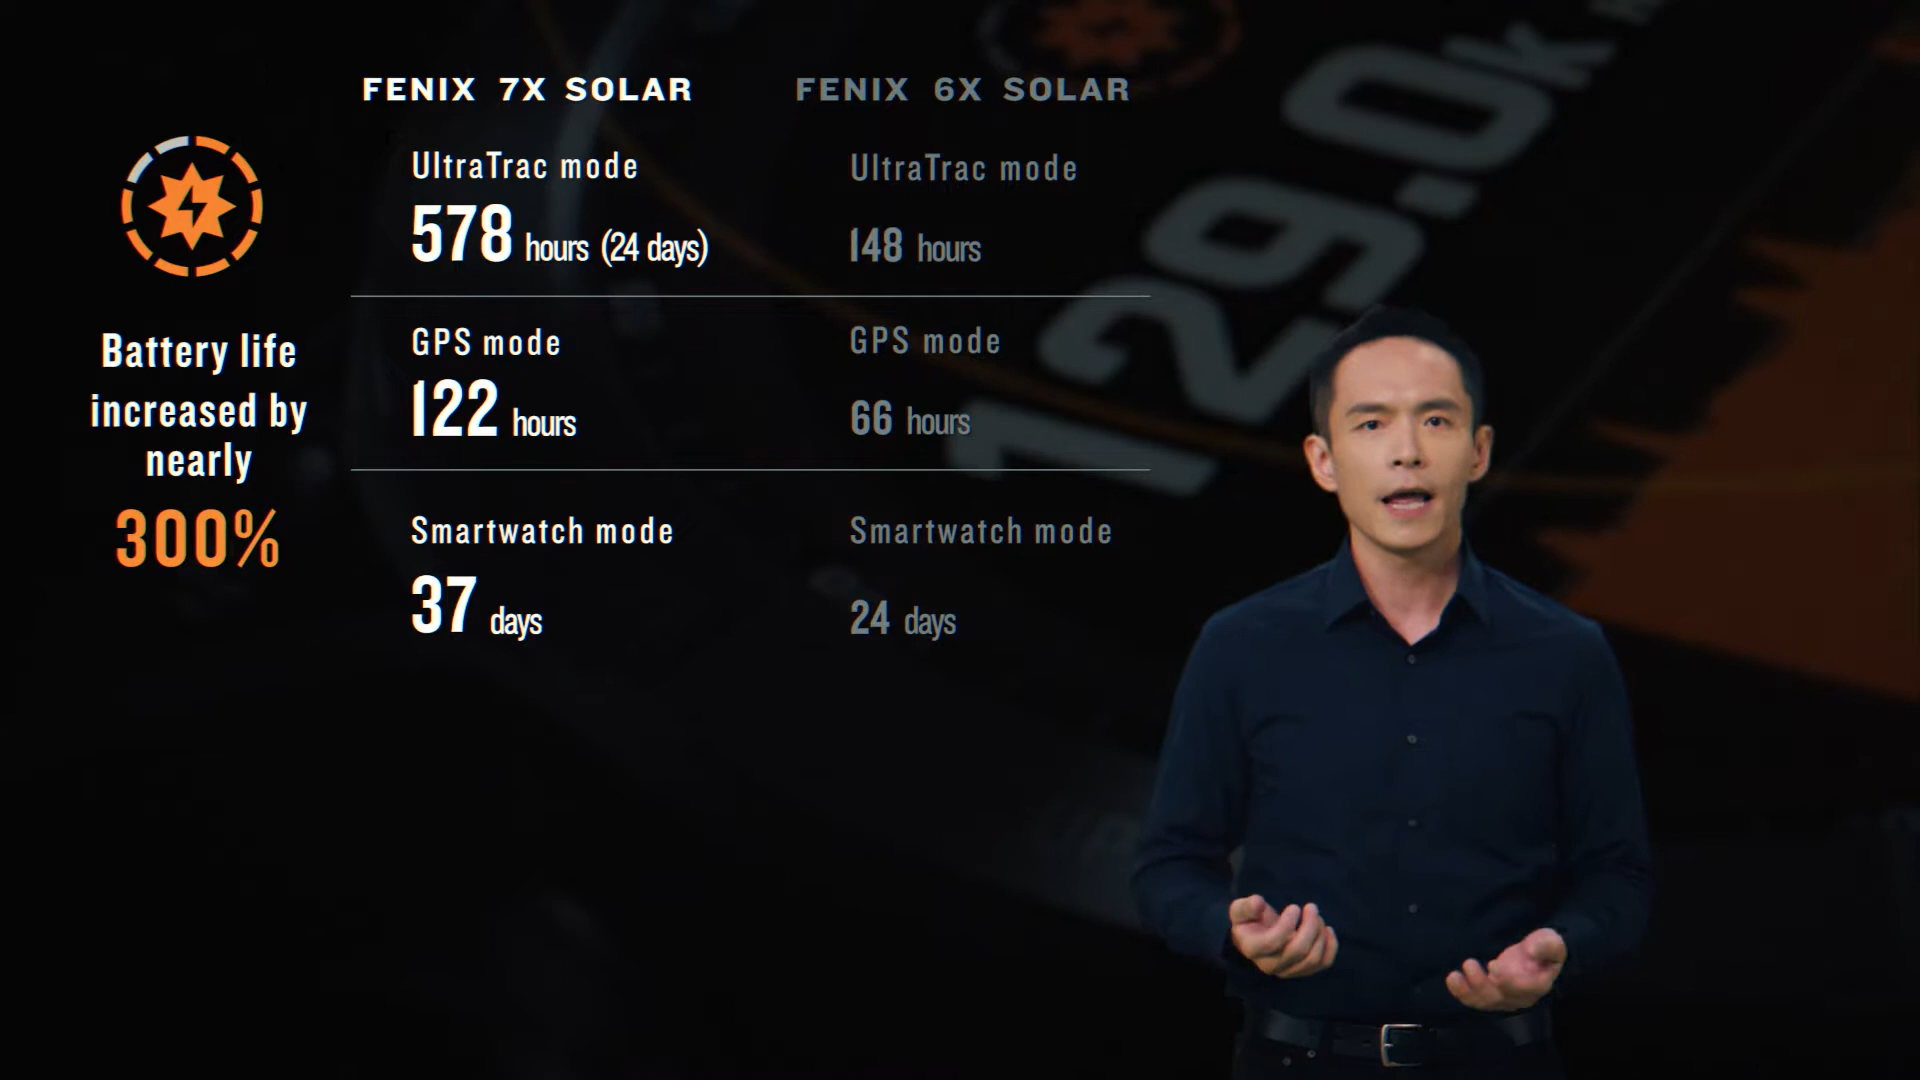 FENIX 7X SOLAR
FENIX 6X SOLAR
UltraTrac mode
578 hours (24 days)
UltraTrac mode
148 hours
Battery life
increased by
nearly
300%
GPS mode
122 hours
GPS mode
66 hours
Smartwatch mode
37 days
Smartwatch mode
24 days
129.0K